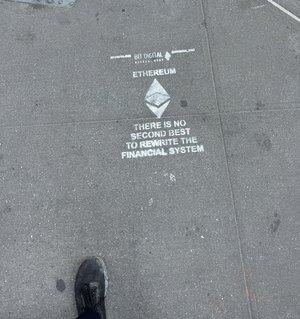 BIT DIGITAL
ETHEREUM
THERE IS NO
SECOND BEST
TO REWRITE THE
FINANCIAL SYSTEM